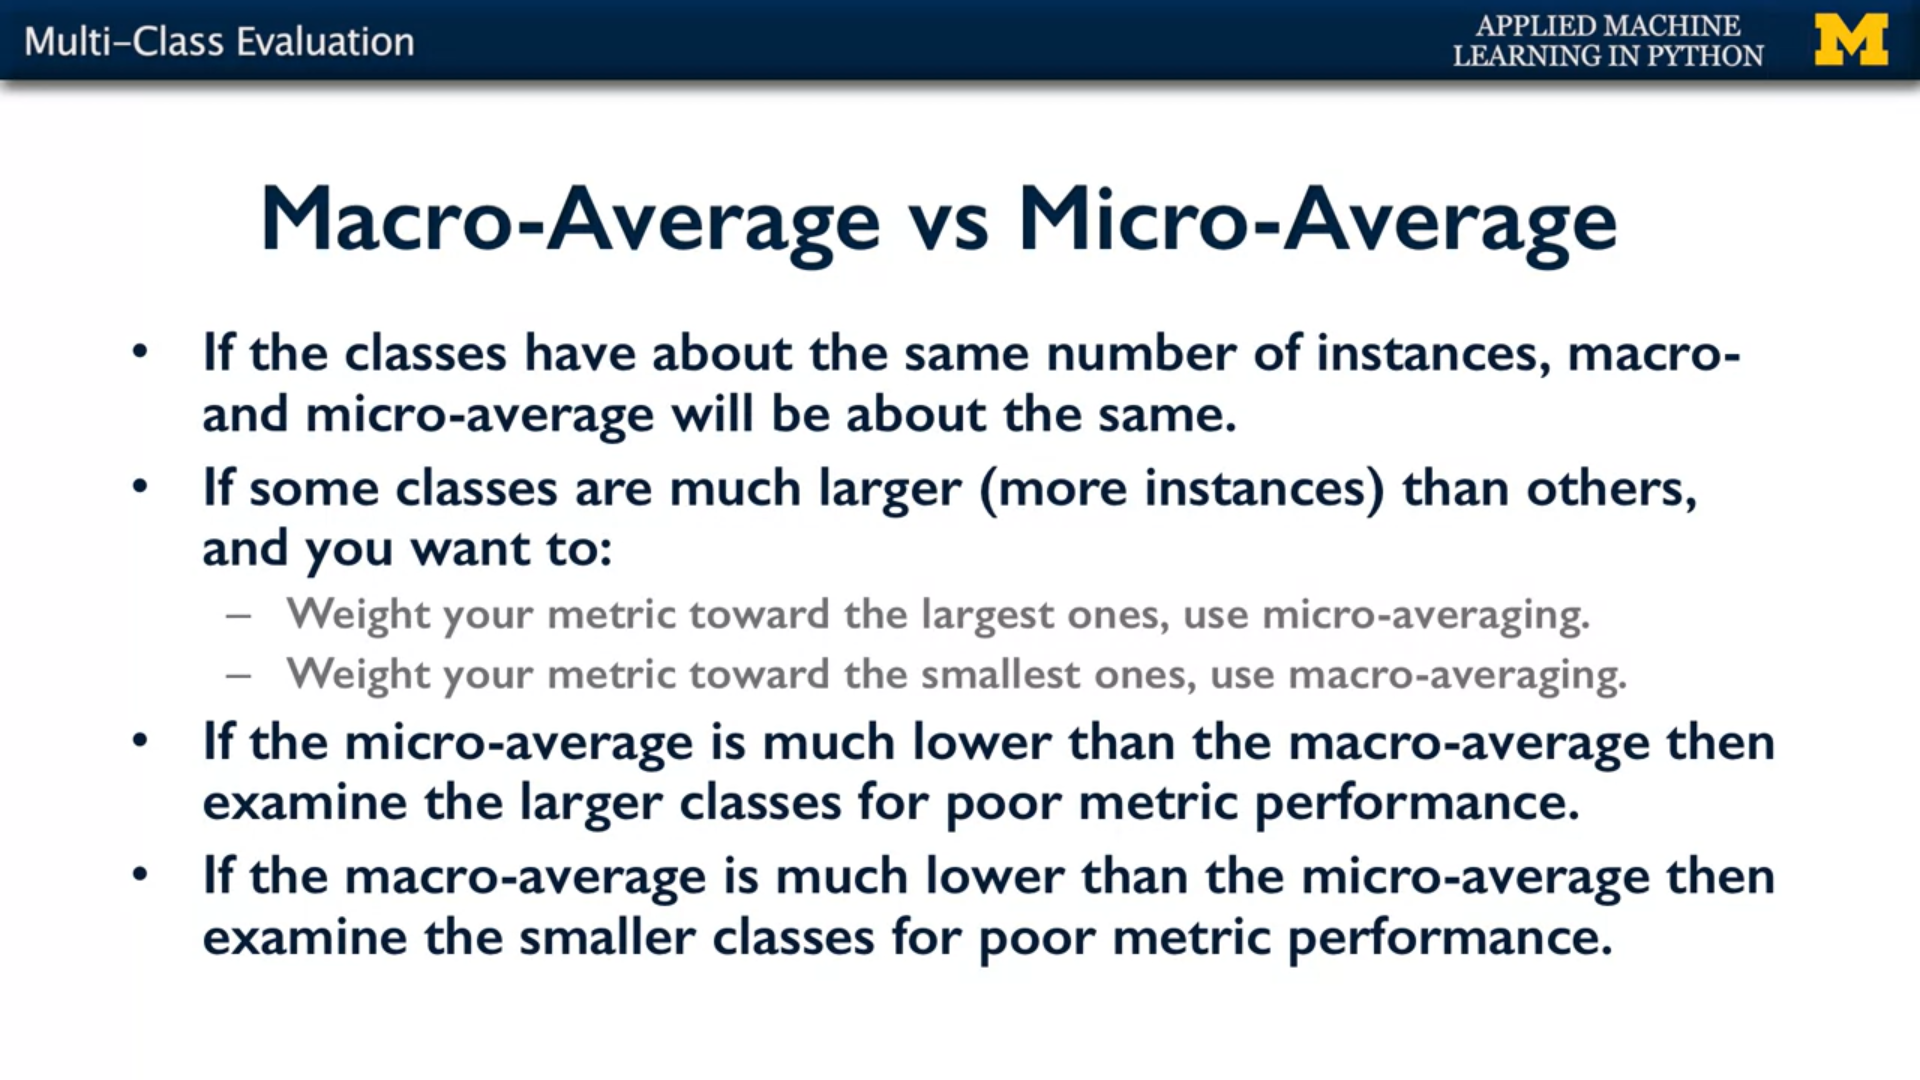 Multi-Class Evaluation
APPLIED MACHINE
LEARNING IN PYTHON
M
Macro-Average vs Micro-Average
• If the classes have about the same number of instances, macro-
and micro-average will be about the same.
• If some classes are much larger (more instances) than others,
and you want to:
– Weight your metric toward the largest ones, use micro-averaging.
– Weight your metric toward the smallest ones, use macro-averaging.
• If the micro-average is much lower than the macro-average then
examine the larger classes for poor metric performance.
• If the macro-average is much lower than the micro-average then
examine the smaller classes for poor metric performance.